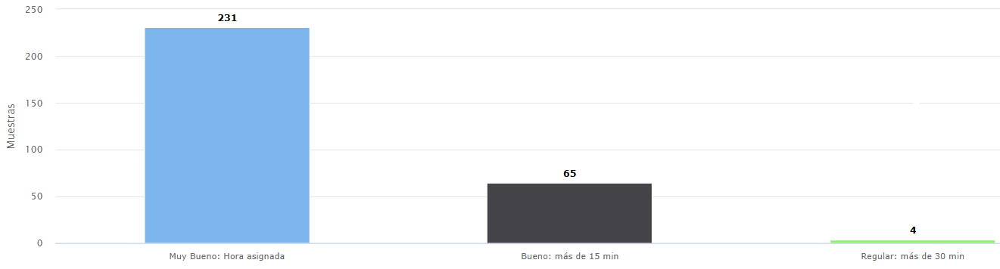 250
231
200
150
Muestras
100
65
50
4
0
Muy Bueno: Hora asignada
Bueno: más de 15 min
Regular: más de 30 min